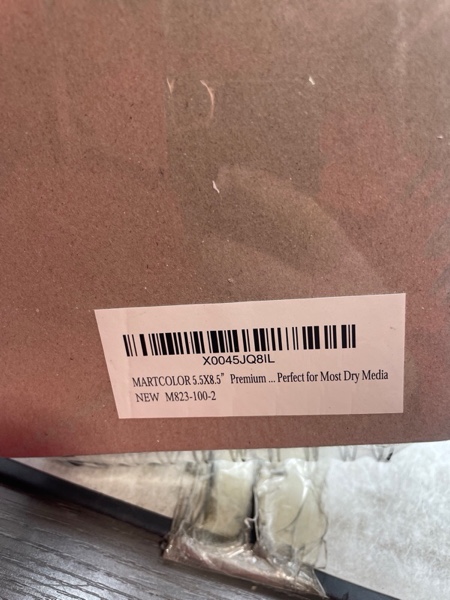 X0045JQ8IL
MARTCOLOR 5.5X8.5" Premium ... Perfect for Most Dry Media
NEW M823-100-2